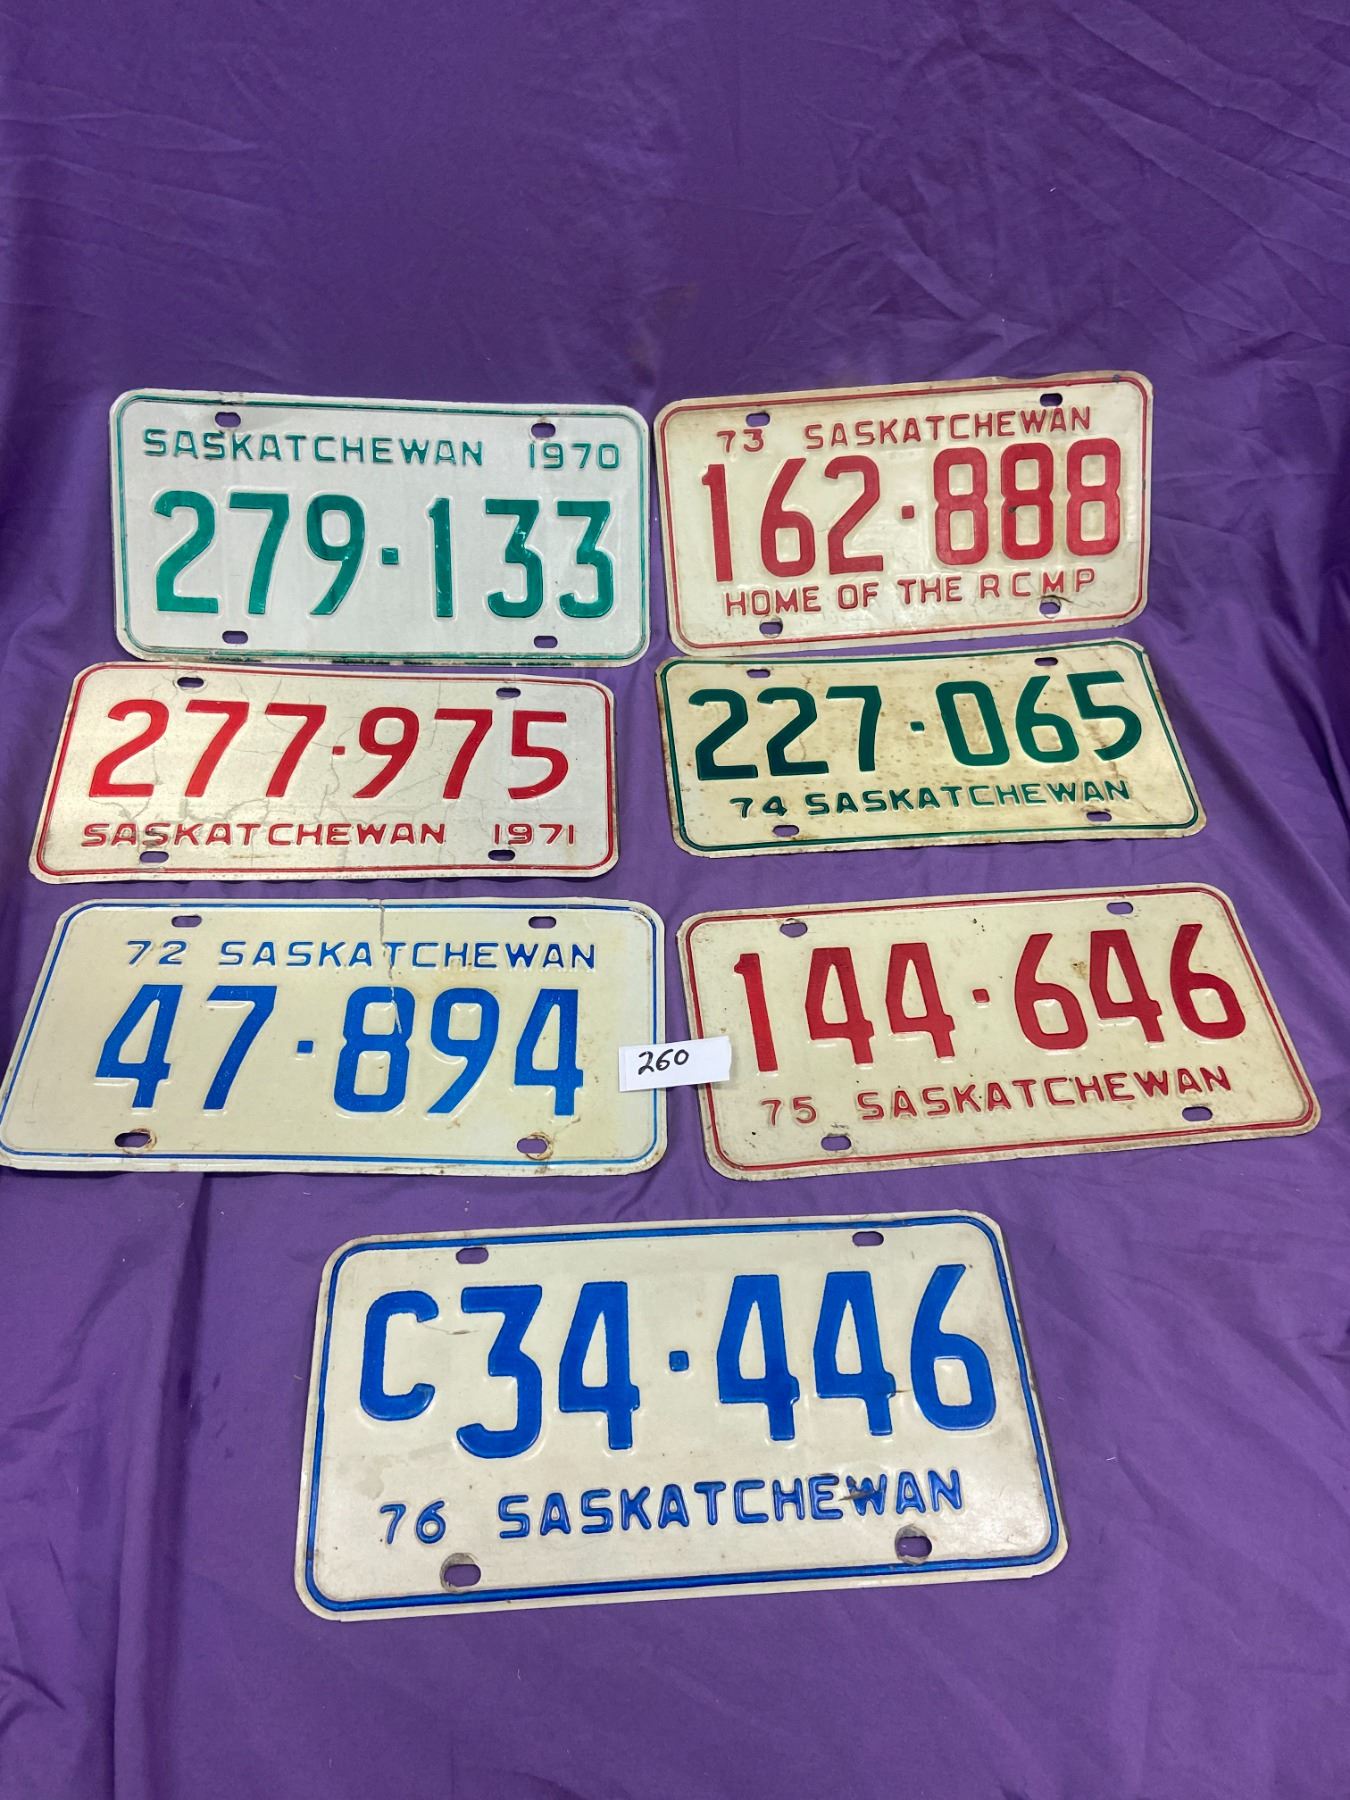 SASKATCHEWAN 1970
279·133
73 SASKATCHEWAN
162·888
HOME OF THE RCMP
277·975
SASKATCHEWAN 1971
227·065
74 SASKATCHEWAN
72 SASKATCHEWAN
47·894
260
144·646
75 SASKATCHEWAN
C34·446
76 SASKATCHEWAN